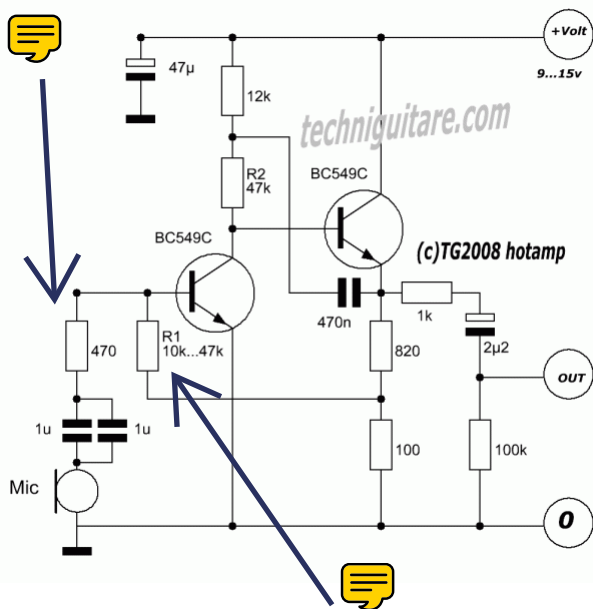 +Volt
9...15v
47µ
12k
techniguitare.com
R2
47k
BC549C
BC549C
(c)TG2008 hotamp
470n
1k
2µ2
470
R1
10k...47k
820
OUT
1u
1u
100
100k
Mic
0